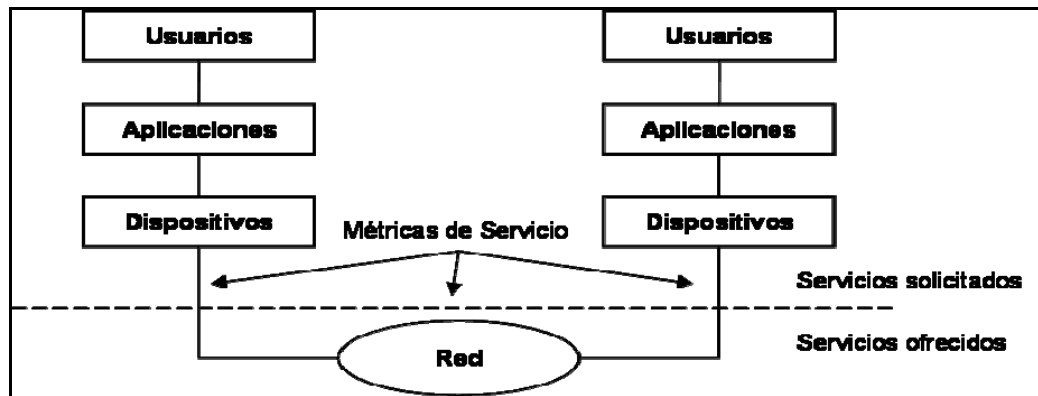 Usuarios
Usuarios
Aplicaciones
Aplicaciones
Dispositivos
Dispositivos
Métricas de Servicio
Servicios solicitados
Servicios ofrecidos
Red